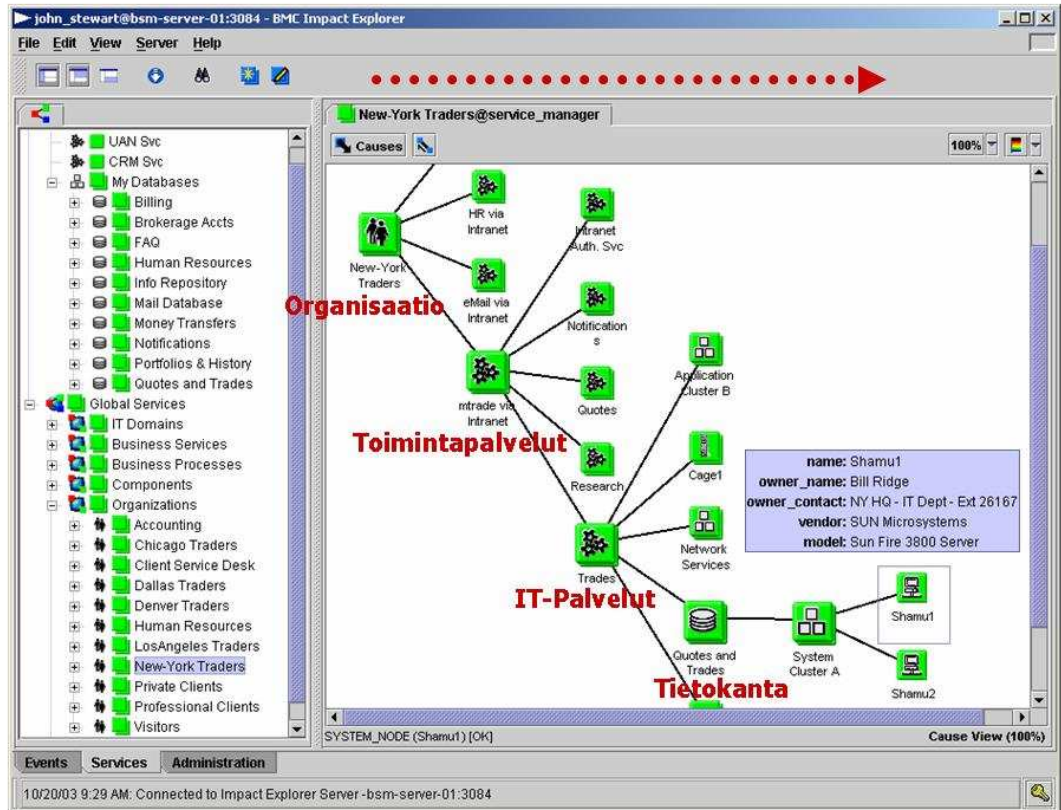 john_stewart@bsm-server-01:3084 - BMC Impact Explorer
File Edit View Server Help
New-York Traders@service_manager
Causes
100%
UAN Svc
CRM Svc
My Databases
Billing
Brokerage Accts
FAQ
Human Resources
Info Repository
Mail Database
Money Transfers
Notifications
Portfolios & History
Quotes and Trades
Global Services
IT Domains
Business Services
Business Processes
Components
Organizations
Accounting
Chicago Traders
Client Service Desk
Dallas Traders
Denver Traders
Human Resources
LosAngeles Traders
New-York Traders
Private Clients
Professional Clients
Visitors
HR via
Intranet
Intranet
Auth. Svc
New-York
Traders
Organisaatio
eMail via
Intranet
Notification
s
Application
Cluster B
mtrade via
Intranet
Quotes
Toimintapalvelut
Research
Cage1
name: Shamu1
owner_name: Bill Ridge
owner_contact: NY HQ - IT Dept - Ext 26167
vendor: SUN Microsystems
model: Sun Fire 3800 Server
Network
Services
Trades
IT-Palvelut
Shamu1
Quotes and
Trades
System
Cluster A
Tietokanta
Shamu2
SYSTEM_NODE (Shamu1) [OK]
Cause View (100%)
Events Services Administration
10/20/03 9:29 AM: Connected to Impact Explorer Server -bsm-server-01:3084